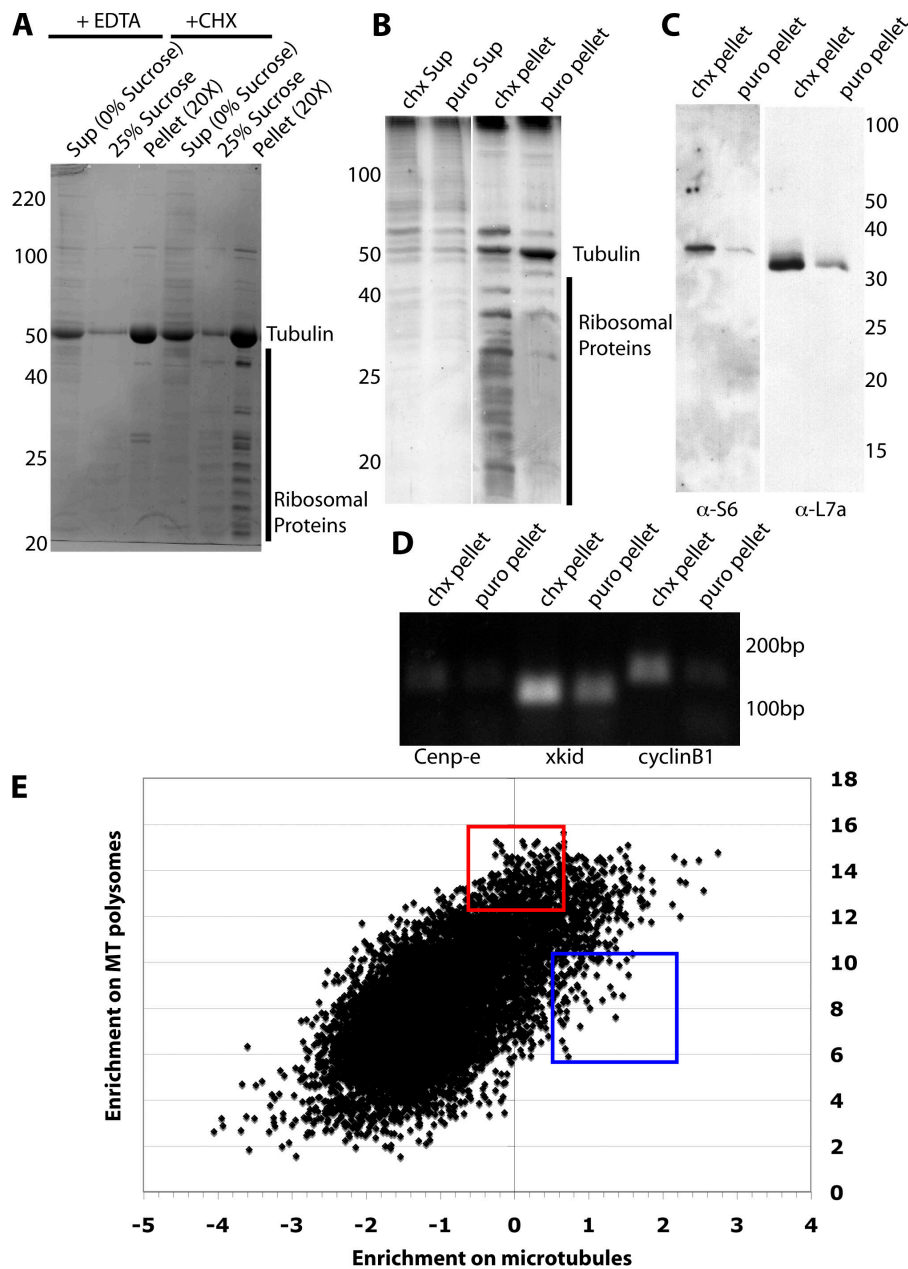 A
+ EDTA
+CHX
Sup (0% Sucrose)
25% Sucrose
Pellet (20X)
Sup (0% Sucrose)
25% Sucrose
Pellet (20X)
220
100
50
40
25
20
Tubulin
Ribosomal
Proteins
B
chx Sup
puro Sup
chx pellet
puro pellet
100
50
40
25
20
Tubulin
Ribosomal
Proteins
C
chx pellet
puro pellet
chx pellet
puro pellet
100
50
40
30
25
20
15
α-S6
α-L7a
D
chx pellet
puro pellet
chx pellet
puro pellet
chx pellet
puro pellet
200bp
100bp
Cenp-e
xkid
cyclinB1
E
Enrichment on MT polysomes
18
16
14
12
10
8
6
4
2
0
-5
-4
-3
-2
-1
0
1
2
3
4
Enrichment on microtubules